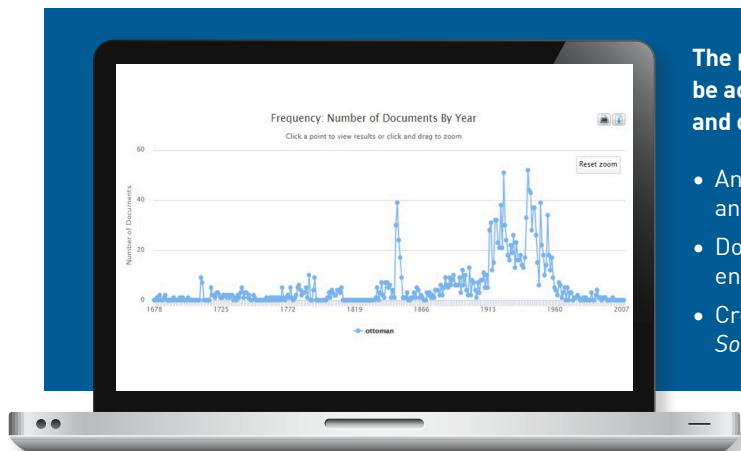 The
be a
and
Frequency: Number of Documents By Year
Click a point to view results or click and drag to zoom
Reset zoom
Number of Documents
60
40
20
0
1678 1725 1772 1819 1866 1913 1960 2007
ottoman
• An
an
• Do
en
• Cr
So